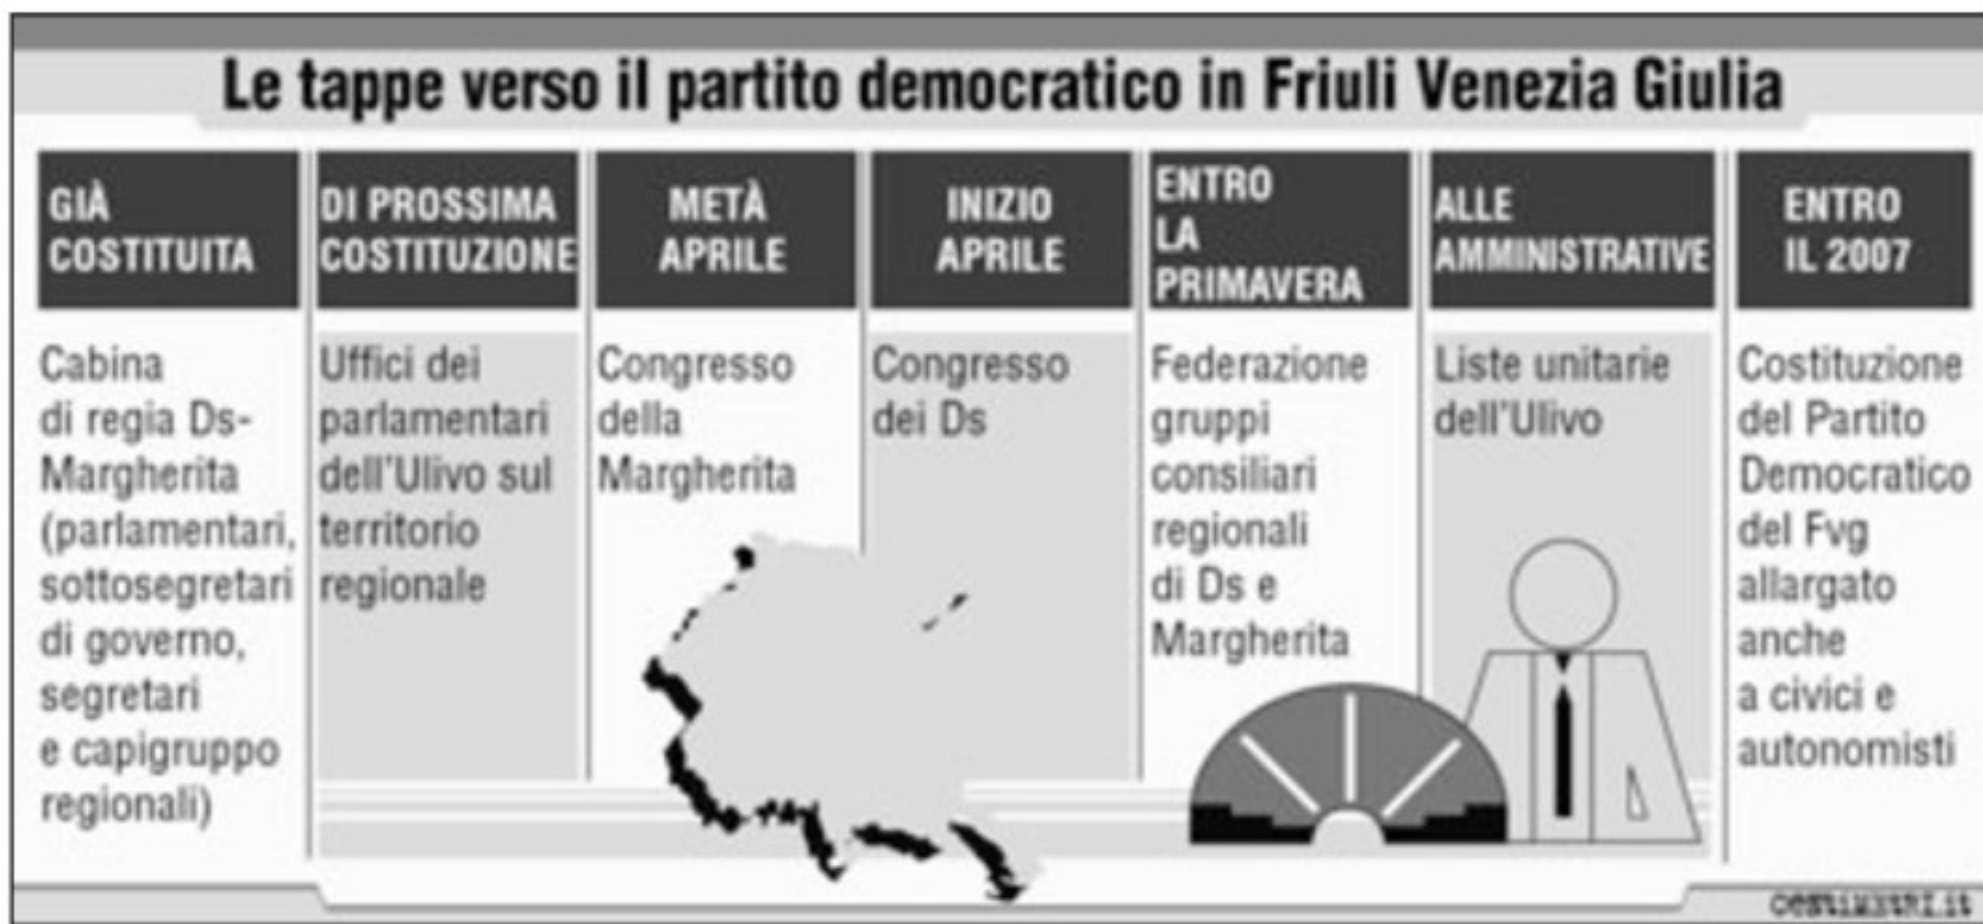 Le tappe verso il partito democratico in Friuli Venezia Giulia
GIÀ
COSTITUITA
Cabina
di regia Ds-
Margherita
(parlamentari,
sottosegretari
di governo,
segretari
e capigruppo
regionali)
DI PROSSIMA
COSTITUZIONE
Uffici dei
parlamentari
dell'Ulivo sul
territorio
regionale
METÀ
APRILE
Congresso
della
Margherita
INIZIO
APRILE
Congresso
dei Ds
ENTRO
LA
PRIMAVERA
Federazione
gruppi
consiliari
regionali
di Ds e
Margherita
ALLE
AMMINISTRATIVE
Liste unitarie
dell'Ulivo
ENTRO
IL 2007
Costituzione
del Partito
Democratico
del Fvg
allargato
anche
a civici e
autonomisti
CENTIMETRI.it